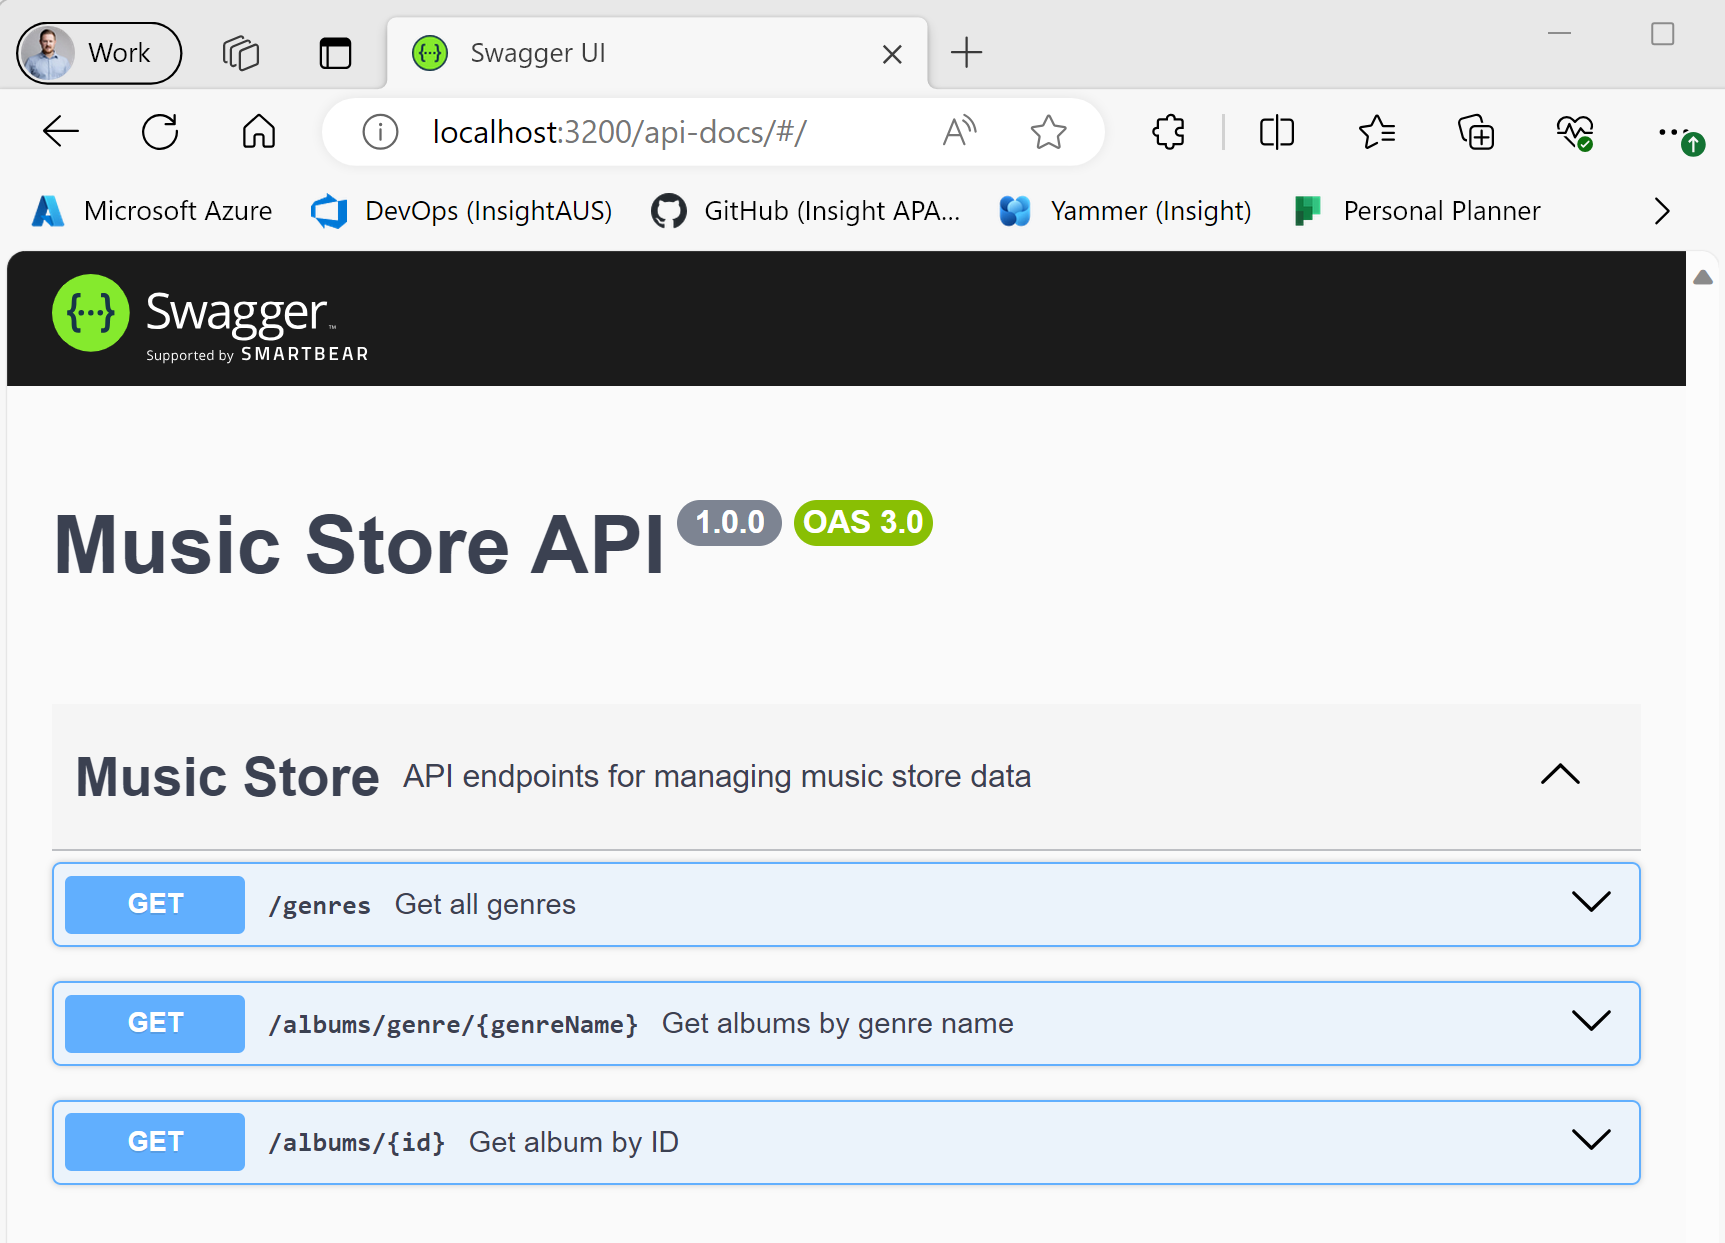 Work
Swagger UI
localhost:3200/api-docs/#/
Microsoft Azure
DevOps (InsightAUS)
GitHub (Insight APA...
Yammer (Insight)
Personal Planner
{···} Swagger™
Supported by SMARTBEAR
Music Store API 1.0.0 OAS 3.0
Music Store API endpoints for managing music store data
GET /genres Get all genres
GET /albums/genre/{genreName} Get albums by genre name
GET /albums/{id} Get album by ID